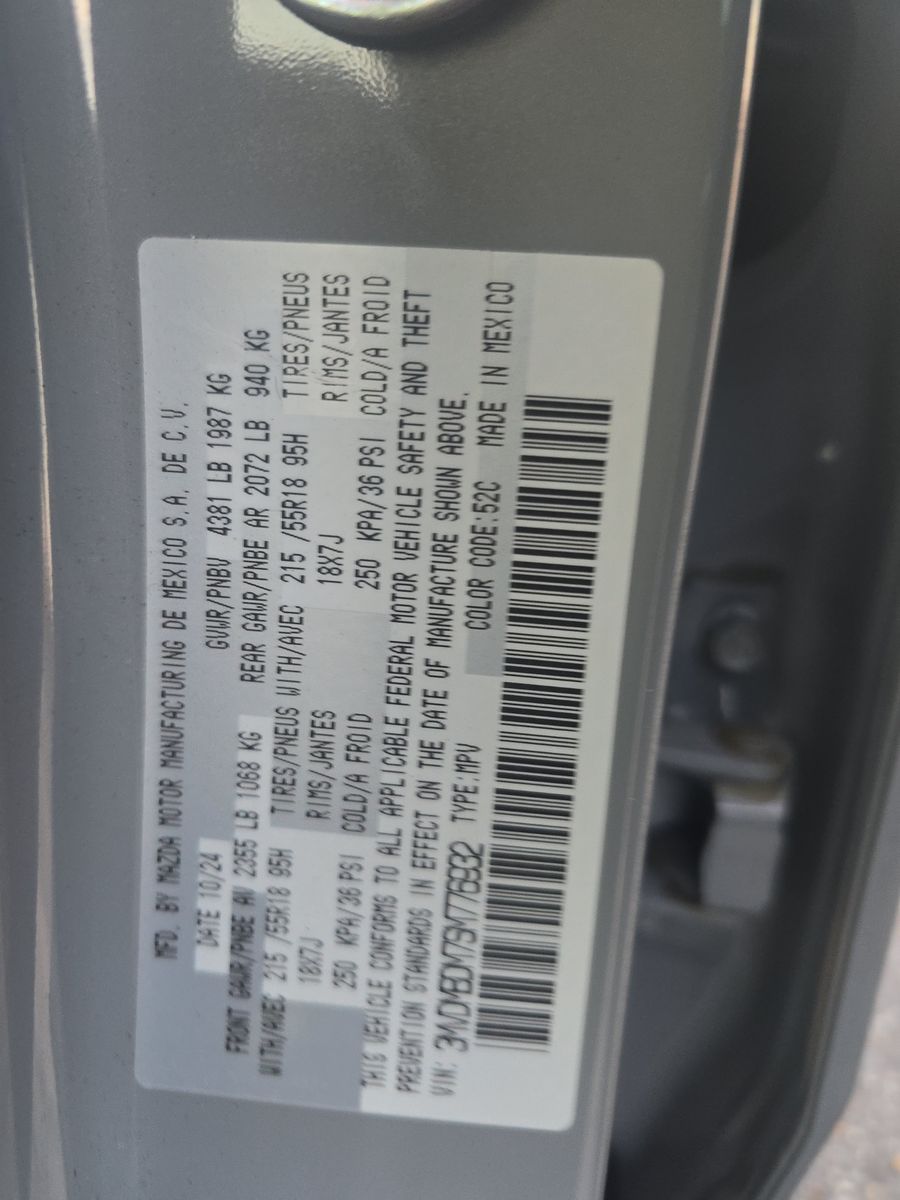 MFD. BY MAZDA MOTOR MANUFACTURING DE MEXICO S.A. DE C.V.
DATE 10/24 GVWR/PNBV 4381 LB 1987 KG
FRONT GAWR/PNBE AV 2355 LB 1068 KG REAR GAWR/PNBE AR 2072 LB 940 KG
WITH/AVEC 215 /55R18 95H TIRES/PNEUS WITH/AVEC 215 /55R18 95H TIRES/PNEUS
18X7J RIMS/JANTES 18X7J RIMS/JANTES
250 KPA/36 PSI COLD/A FROID 250 KPA/36 PSI COLD/A FROID
THIS VEHICLE CONFORMS TO ALL APPLICABLE FEDERAL MOTOR VEHICLE SAFETY AND THEFT
PREVENTION STANDARDS IN EFFECT ON THE DATE OF MANUFACTURE SHOWN ABOVE.
VIN: 3MVDMBDM7SM776932 TYPE:MPV COLOR CODE:52C MADE IN MEXICO